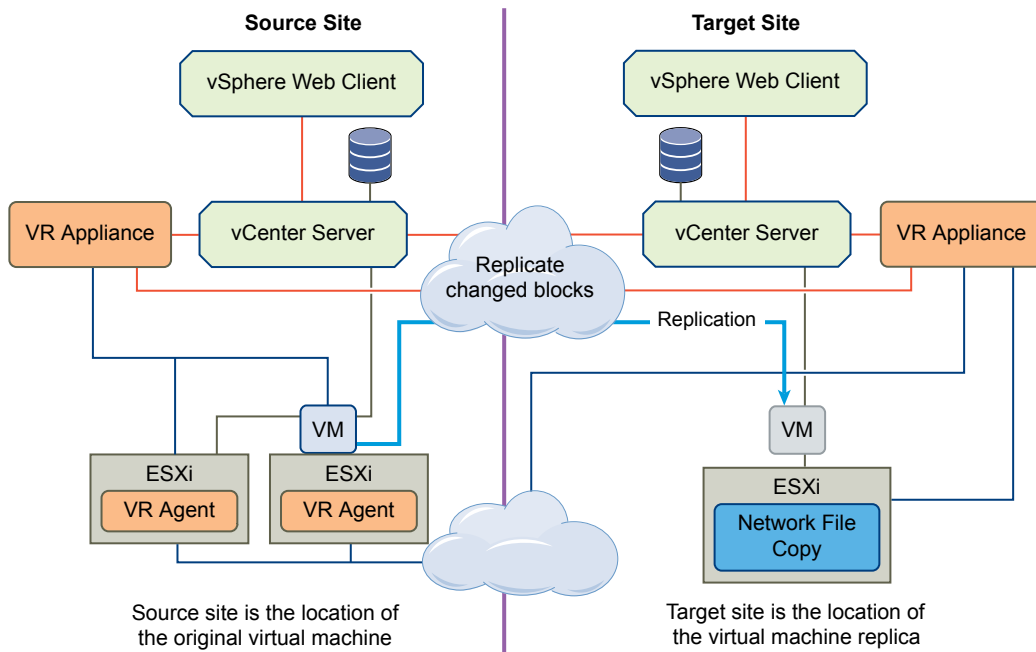 Source Site
Target Site
vSphere Web Client
vSphere Web Client
VR Appliance
vCenter Server
vCenter Server
VR Appliance
Replicate
changed blocks
Replication
VM
VM
ESXi
VR Agent
ESXi
VR Agent
ESXi
Network File
Copy
Source site is the location of
the original virtual machine
Target site is the location of
the virtual machine replica